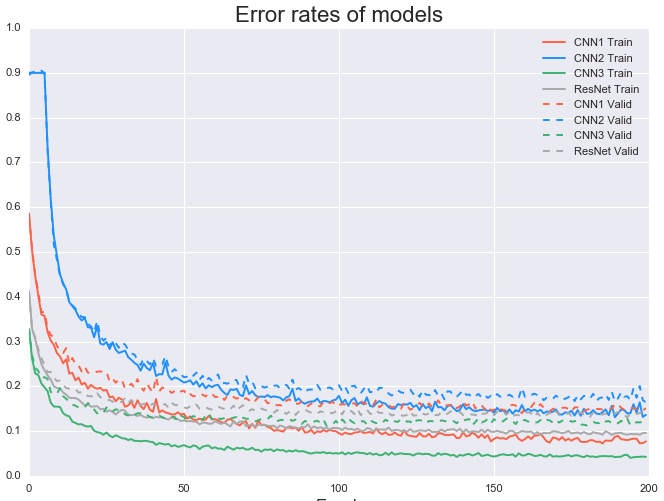 Error rates of models
1.0
0.9
0.8
0.7
0.6
0.5
0.4
0.3
0.2
0.1
0.0
CNN1 Train
CNN2 Train
CNN3 Train
ResNet Train
CNN1 Valid
CNN2 Valid
CNN3 Valid
ResNet Valid
0
50
100
150
200